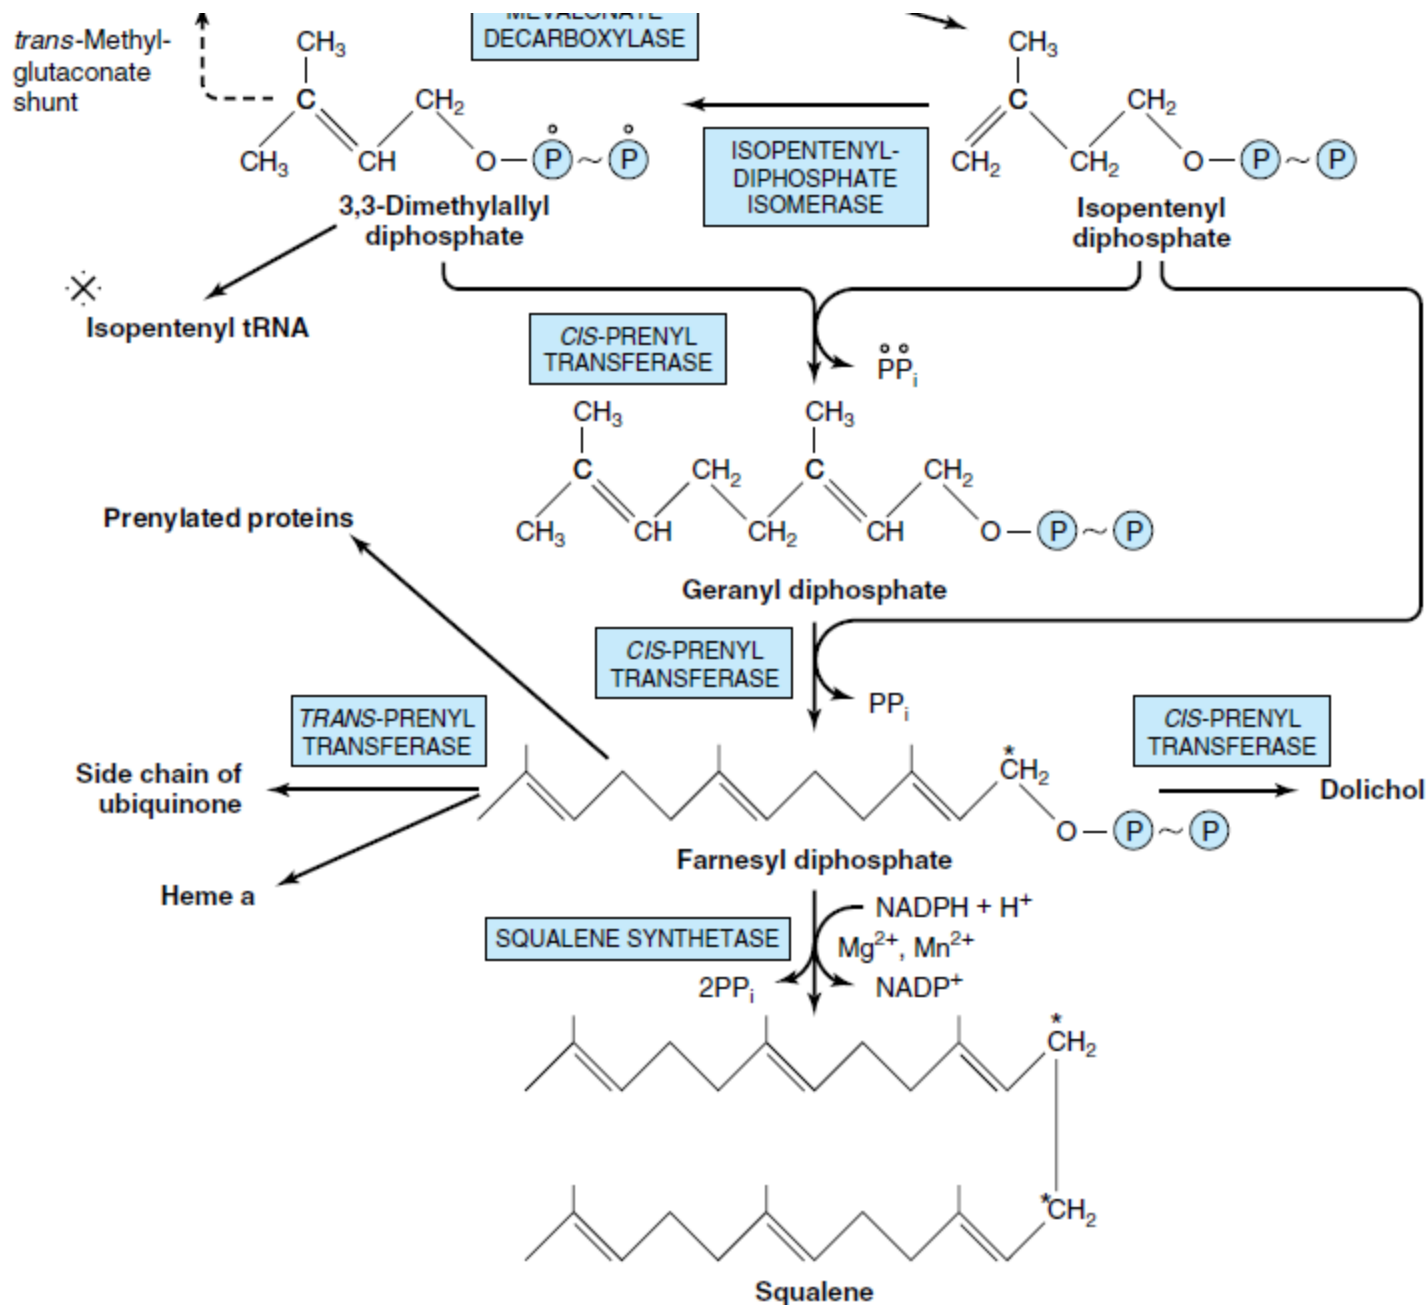 MEVALONATE
DECARBOXYLASE
trans-Methyl-
glutaconate
shunt
CH3
C
CH2
CH3
CH
O
P
~
P
3,3-Dimethylallyl
diphosphate
ISOPENTENYL-
DIPHOSPHATE
ISOMERASE
CH3
C
CH2
CH2
CH2
O
P
~
P
Isopentenyl
diphosphate
Isopentenyl tRNA
CIS-PRENYL
TRANSFERASE
PPi
CH3
CH3
C
CH2
C
CH2
CH3
CH
CH2
CH
O
P
~
P
Geranyl diphosphate
Prenylated proteins
CIS-PRENYL
TRANSFERASE
PPi
TRANS-PRENYL
TRANSFERASE
CIS-PRENYL
TRANSFERASE
Side chain of
ubiquinone
*
CH2
O
P
~
P
Dolichol
Farnesyl diphosphate
Heme a
SQUALENE SYNTHETASE
NADPH + H+
Mg2+, Mn2+
2PPi
NADP+
*
CH2
*
CH2
Squalene